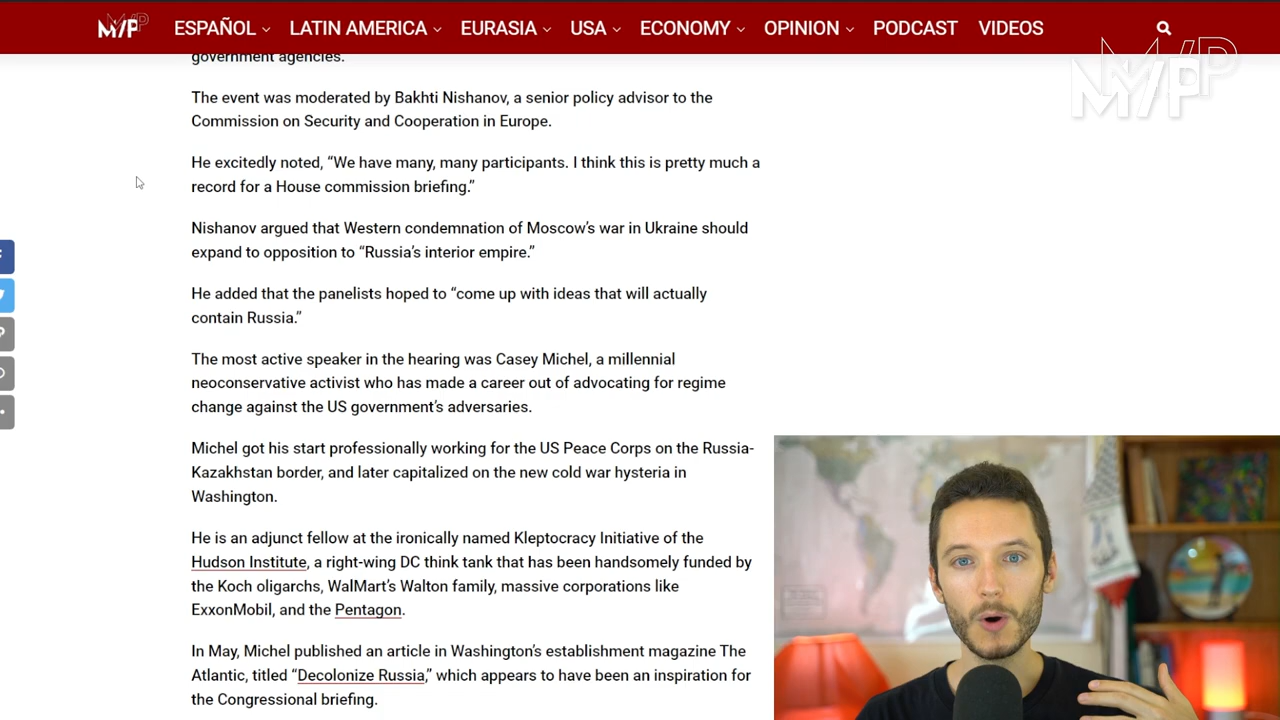 M//P
ESPAÑOL LATIN AMERICA EURASIA USA ECONOMY OPINION PODCAST VIDEOS
M//P
government agencies.
The event was moderated by Bakhti Nishanov, a senior policy advisor to the
Commission on Security and Cooperation in Europe.
He excitedly noted, “We have many, many participants. I think this is pretty much a
record for a House commission briefing.”
Nishanov argued that Western condemnation of Moscow’s war in Ukraine should
expand to opposition to “Russia’s interior empire.”
He added that the panelists hoped to “come up with ideas that will actually
contain Russia.”
The most active speaker in the hearing was Casey Michel, a millennial
neoconservative activist who has made a career out of advocating for regime
change against the US government’s adversaries.
Michel got his start professionally working for the US Peace Corps on the Russia-
Kazakhstan border, and later capitalized on the new cold war hysteria in
Washington.
He is an adjunct fellow at the ironically named Kleptocracy Initiative of the
Hudson Institute, a right-wing DC think tank that has been handsomely funded by
the Koch oligarchs, WalMart’s Walton family, massive corporations like
ExxonMobil, and the Pentagon.
In May, Michel published an article in Washington’s establishment magazine The
Atlantic, titled “Decolonize Russia,” which appears to have been an inspiration for
the Congressional briefing.